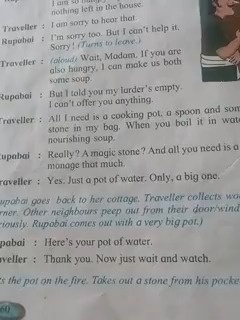 nothing left in the house.
Traveller : I am sorry to hear that.
Rupabai : I'm sorry too. But I can't help it.
Sorry! (Turns to leave.)
Traveller : (aloud) Wait, Madam. If you are
also hungry, I can make us both
some soup.
Rupabai : But I told you my larder's empty.
I can't offer you anything.
Traveller : All I need is a cooking pot, a spoon and som
stone in my bag. When you boil it in wate
nourishing soup.
upabai : Really? A magic stone? And all you need is a
manage that much.
raveller : Yes. Just a pot of water. Only, a big one.
upabai goes back to her cottage. Traveller collects wo
rner. Other neighbours peep out from their door/wind
riously. Rupabai comes out with a very big pot.)
pabai : Here's your pot of water.
veller : Thank you. Now just wait and watch.
ts the pot on the fire. Takes out a stone from his pocke
60